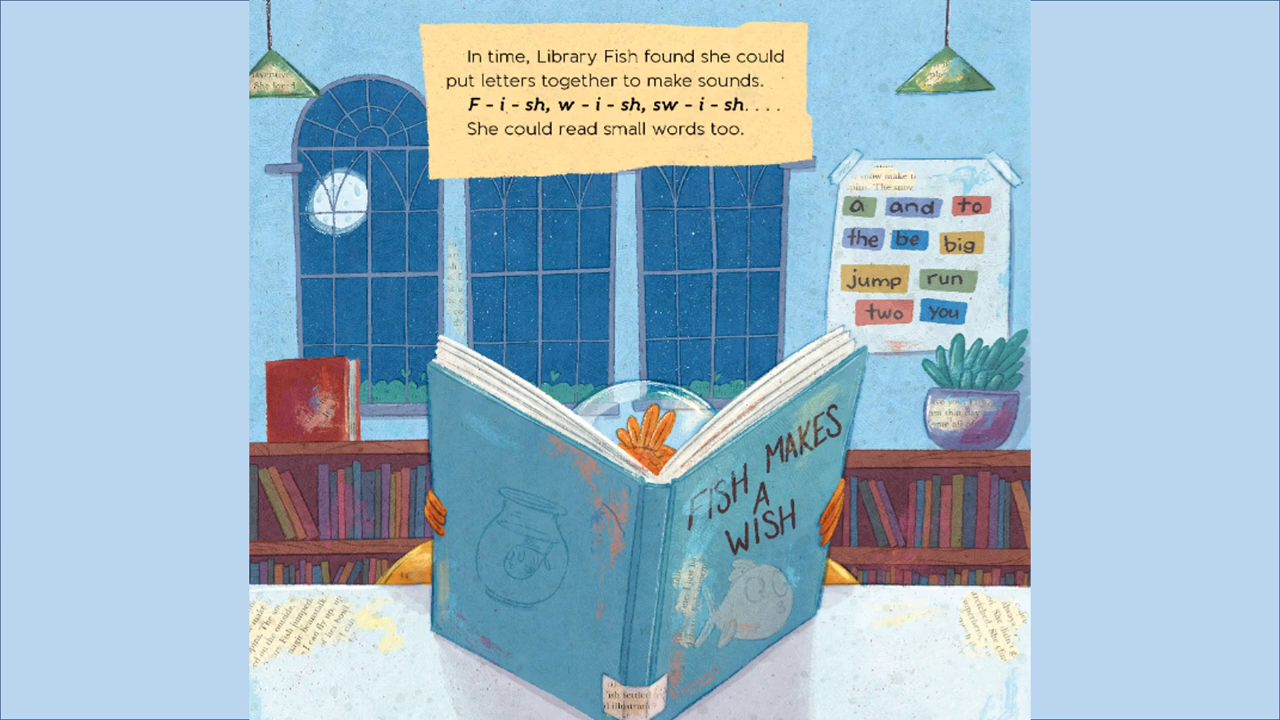 In time, Library Fish found she could
put letters together to make sounds.
F - i - sh, w - i - sh, sw - i - sh. . . .
She could read small words too.
a and to
the be big
jump run
two you
FISH MAKES
A
WISH